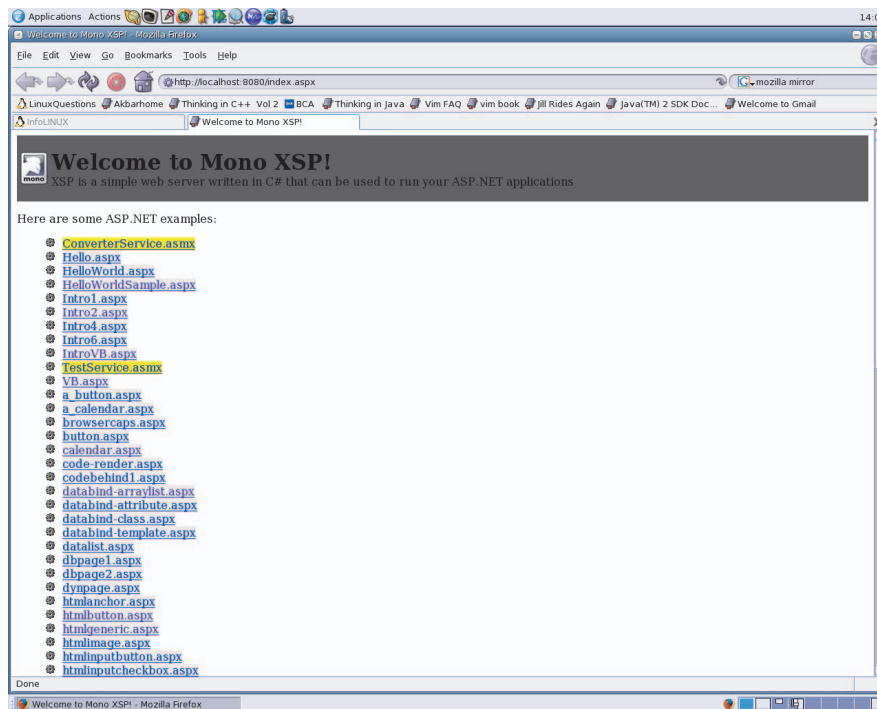 Applications Actions
14:0
Welcome to Mono XSP! - Mozilla Firefox
File Edit View Go Bookmarks Tools Help
http://localhost:8080/index.aspx
G mozilla mirror
LinuxQuestions Akbarhome Thinking in C++ Vol 2 BCA Thinking in Java Vim FAQ vim book Jill Rides Again Java(TM) 2 SDK Doc... Welcome to Gmail
InfoLINUX Welcome to Mono XSP!
mono
Welcome to Mono XSP!
XSP is a simple web server written in C# that can be used to run your ASP.NET applications
Here are some ASP.NET examples:
ConverterService.asmx
Hello.aspx
HelloWorld.aspx
HelloWorldSample.aspx
Intro1.aspx
Intro2.aspx
Intro4.aspx
Intro6.aspx
IntroVB.aspx
TestService.asmx
VB.aspx
a_button.aspx
a_calendar.aspx
browsercaps.aspx
button.aspx
calendar.aspx
code-render.aspx
codebehind1.aspx
databind-arraylist.aspx
databind-attribute.aspx
databind-class.aspx
databind-template.aspx
datalist.aspx
dbpage1.aspx
dbpage2.aspx
dynpage.aspx
htmlanchor.aspx
htmlbutton.aspx
htmlgeneric.aspx
htmlimage.aspx
htmlinputbutton.aspx
htmlinputcheckbox.aspx
Done
Welcome to Mono XSP! - Mozilla Firefox